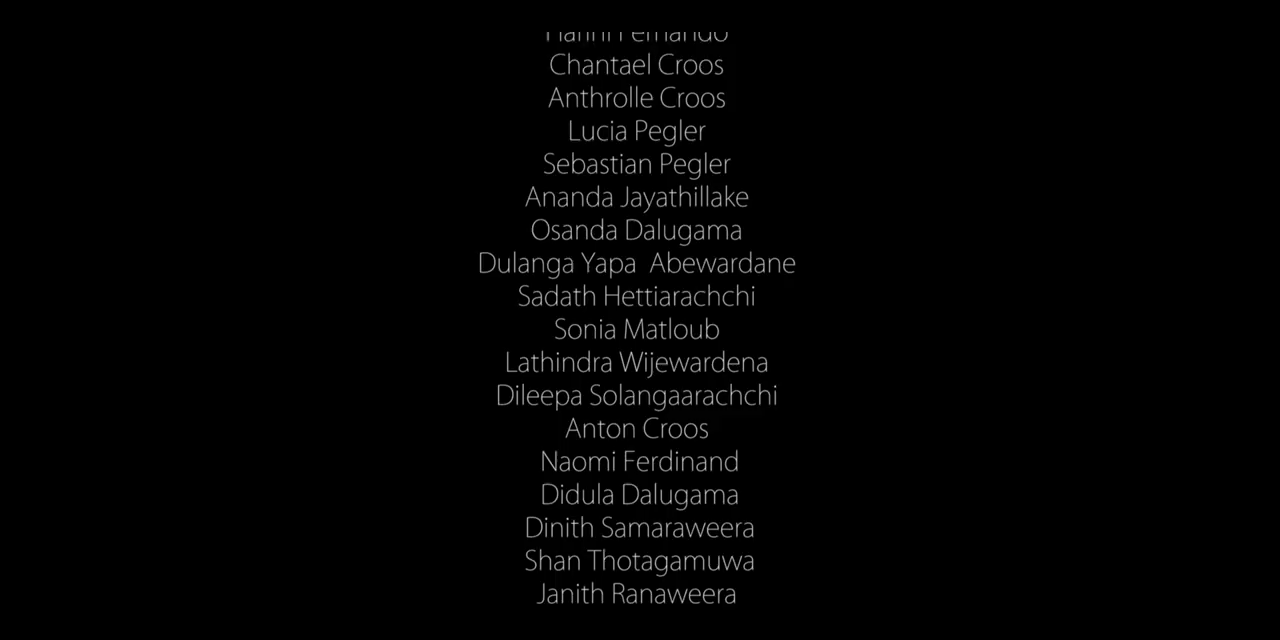 Fernando
Chantael Croos
Anthrolle Croos
Lucia Pegler
Sebastian Pegler
Ananda Jayathillake
Osanda Dalugama
Dulanga Yapa  Abewardane
Sadath Hettiarachchi
Sonia Matloub
Lathindra Wijewardena
Dileepa Solangaarachchi
Anton Croos
Naomi Ferdinand
Didula Dalugama
Dinith Samaraweera
Shan Thotagamuwa
Janith Ranaweera